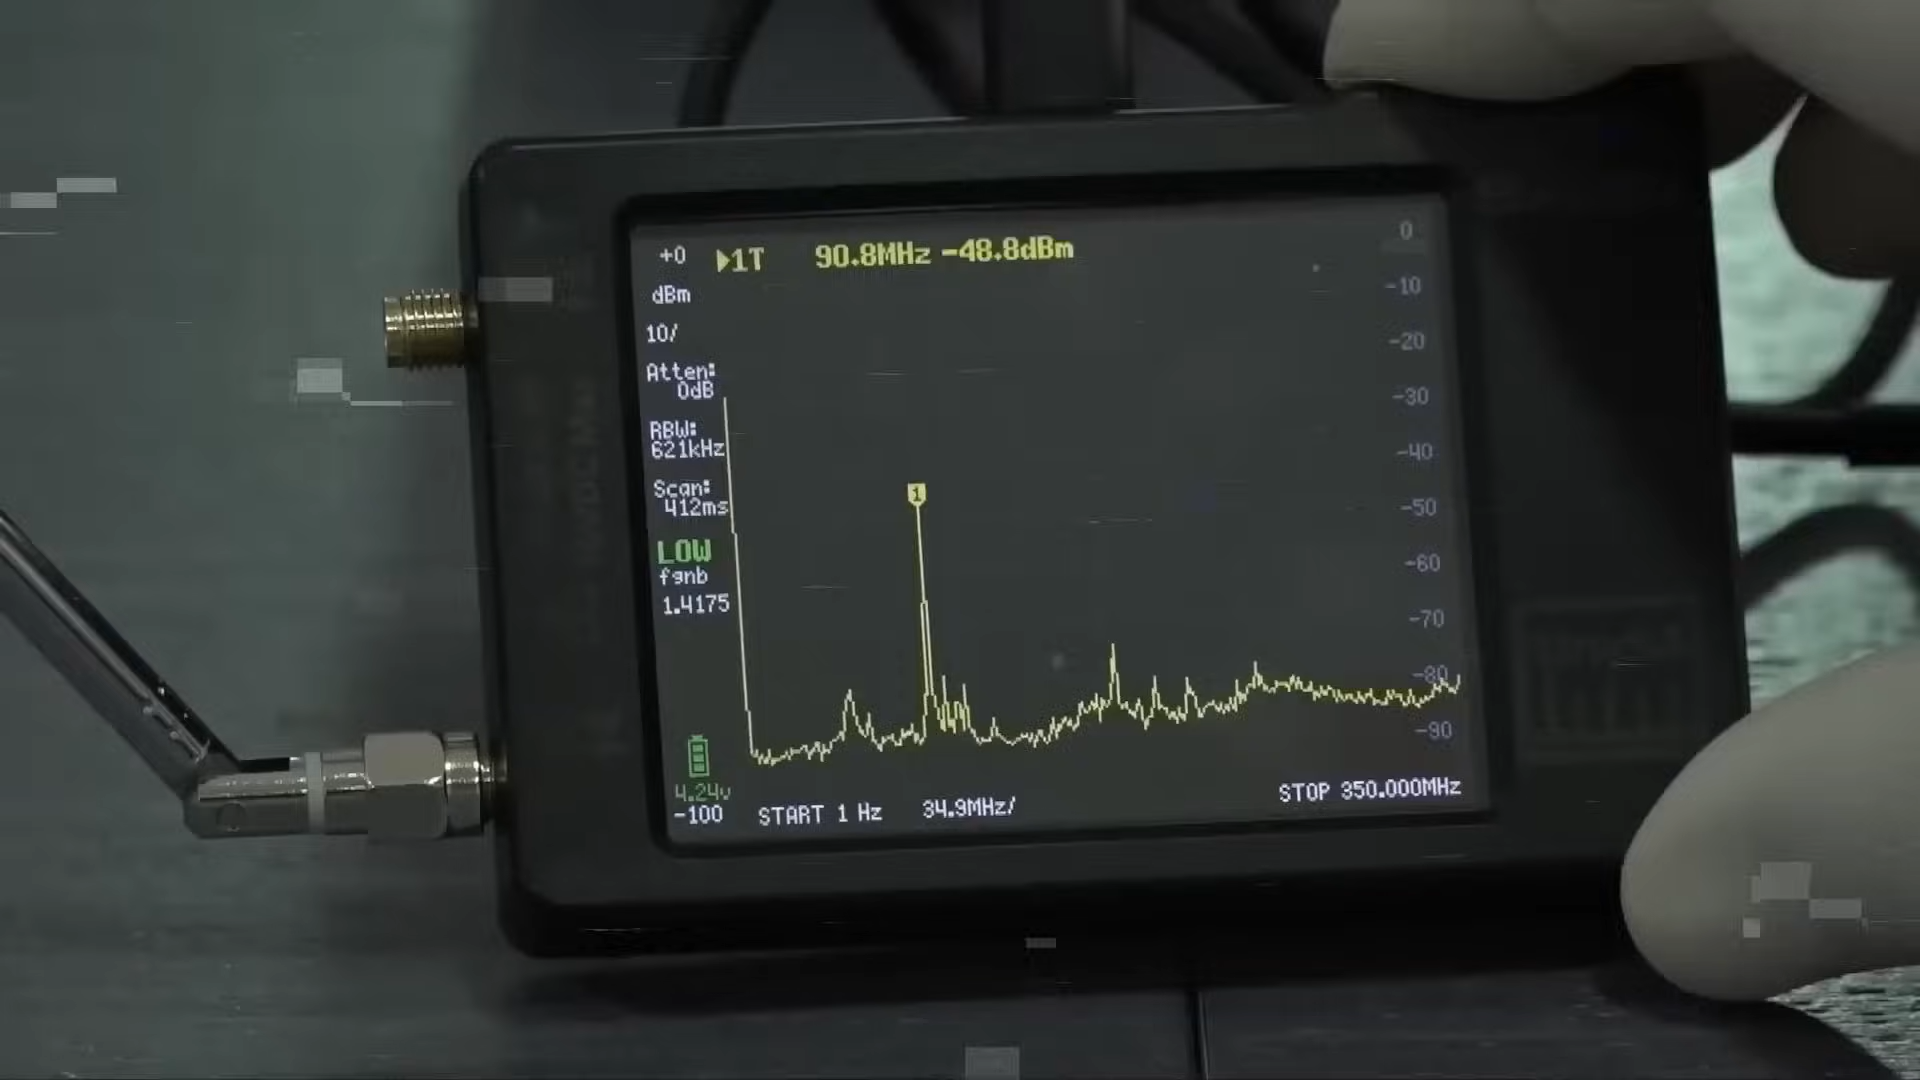 +0
▶1T 90.8MHz -48.8dBm
dBm
10/
Atten:
0dB
RBW:
621kHz
Scan:
412ms
LOW
fgnb
1.4175
4.24v
-100
START 1 Hz 34.9MHz/ STOP 350.000MHz
1
0
-10
-20
-30
-40
-50
-60
-70
-80
-90